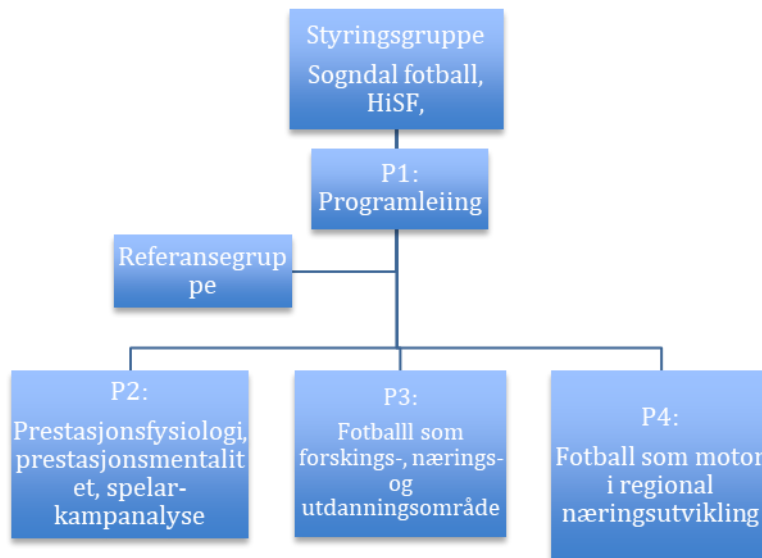 Styringsgruppe
Sogndal fotball,
HiSF,
P1:
Programleiing
Referansegrup
pe
P2:
Prestasjonsfysiologi,
prestasjonsmentalit
et, spelar-
kampanalyse
P3:
Fotballl som
forskings-, nærings-
og
utdanningsområde
P4:
Fotball som motor
i regional
næringsutvikling